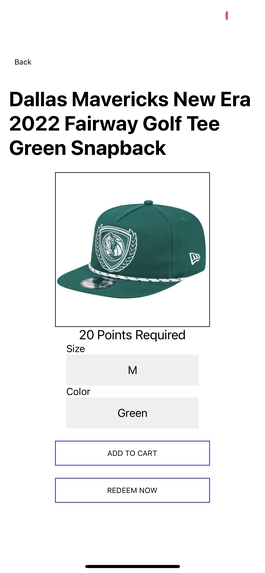 Back
Dallas Mavericks New Era
2022 Fairway Golf Tee
Green Snapback
20 Points Required
Size
M
Color
Green
ADD TO CART
REDEEM NOW